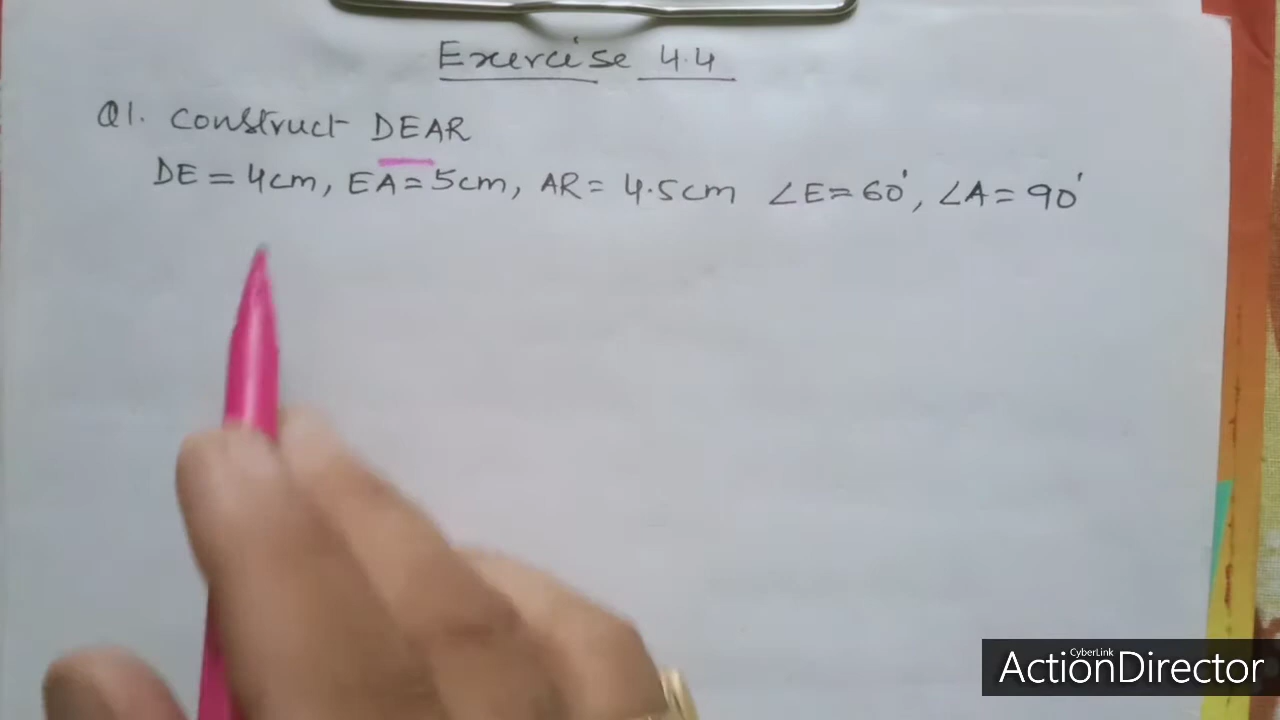 Exercise 4.4
Q1. Construct DEAR
DE = 4cm, EA = 5cm, AR = 4.5cm ∠E = 60°, ∠A = 90°
CyberLink
ActionDirector